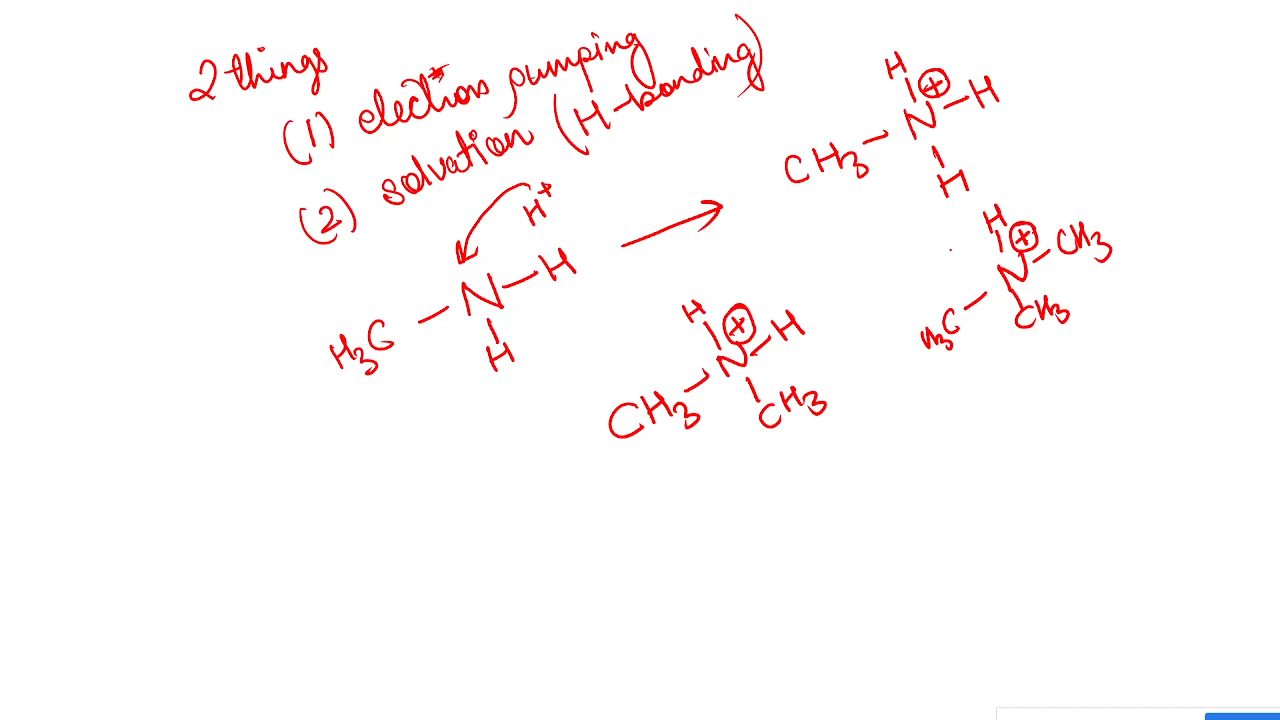 2 things
(1) electron pumping
(2) solvation (H-bonding)
H+
H3C-N-H
H
→
H ⊕
CH3-N-H
H
H ⊕
H3C-N-CH3
CH3
H ⊕
CH3-N-H
CH3